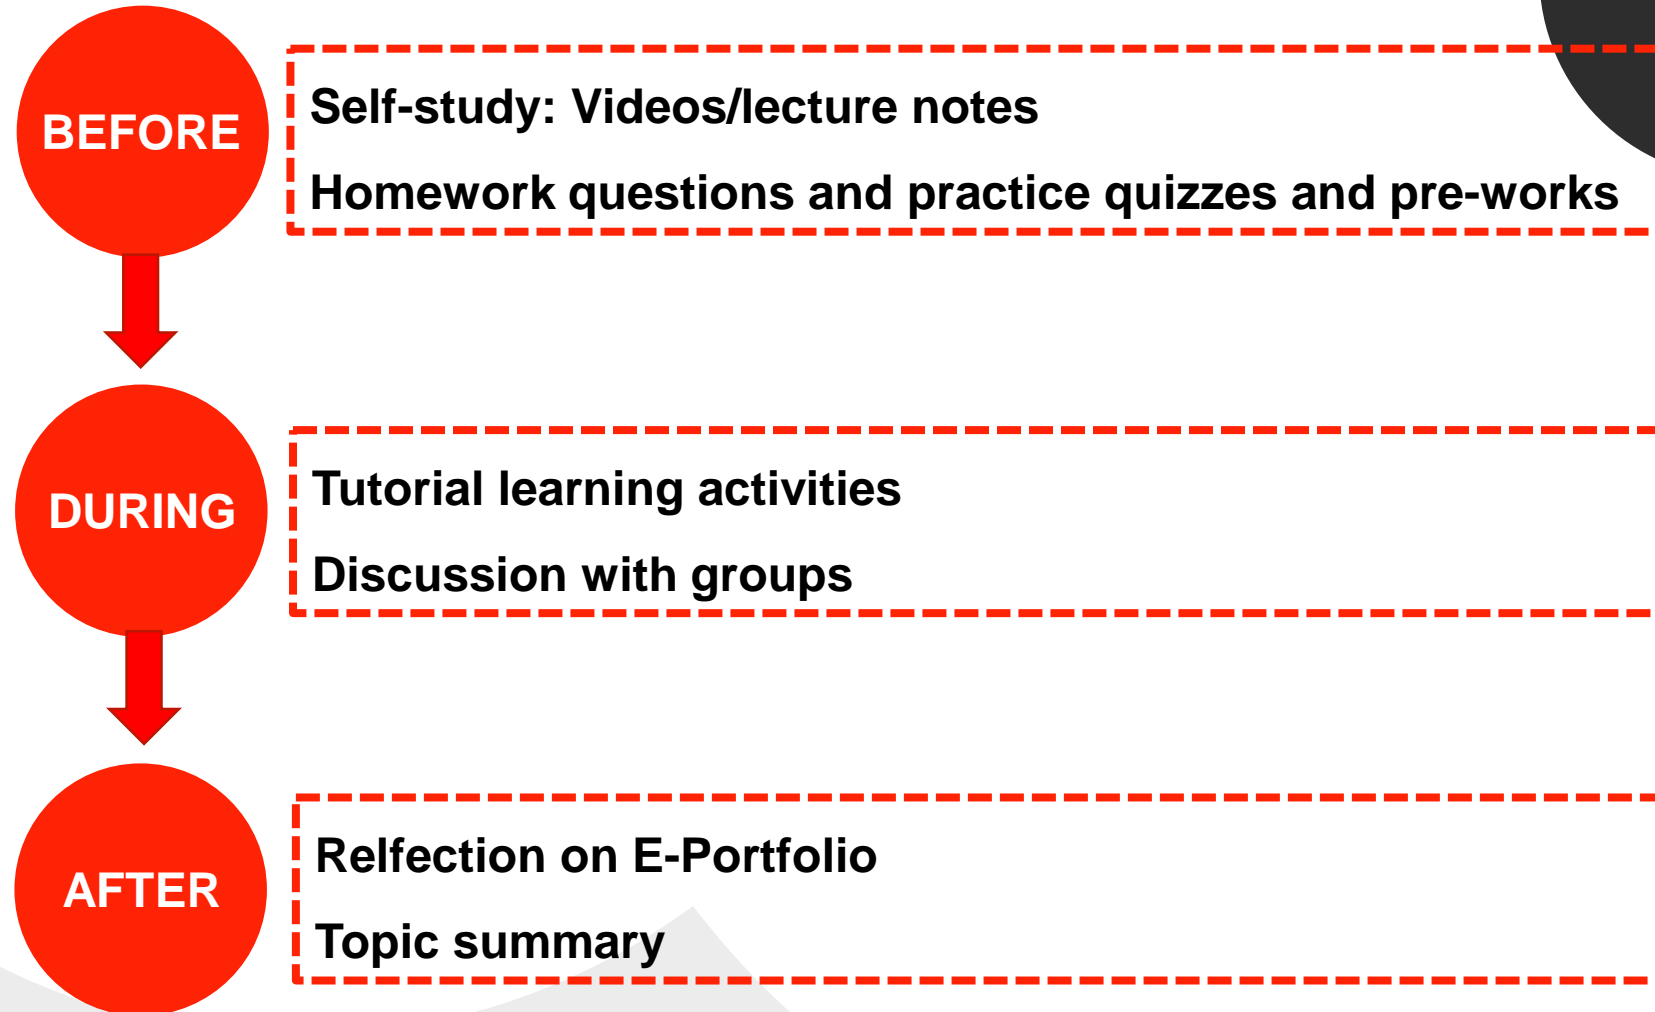 BEFORE
Self-study: Videos/lecture notes
Homework questions and practice quizzes and pre-works
DURING
Tutorial learning activities
Discussion with groups
AFTER
Relfection on E-Portfolio
Topic summary